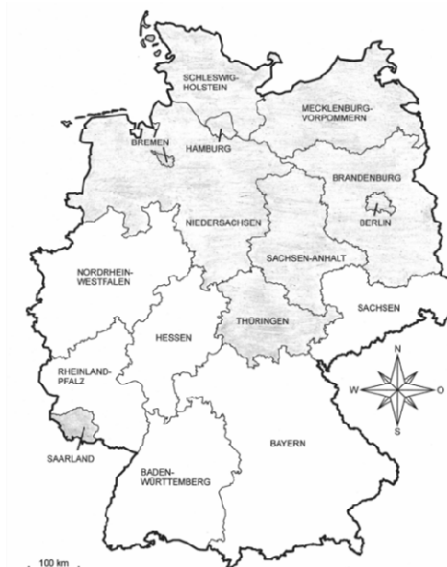 SCHLESWIG-
HOLSTEIN
MECKLENBURG-
VORPOMMERN
BREMEN
HAMBURG
BRANDENBURG
NIEDERSACHSEN
BERLIN
SACHSEN-ANHALT
NORDRHEIN-
WESTFALEN
SACHSEN
THÜRINGEN
HESSEN
RHEINLAND-
PFALZ
N
W
O
S
SAARLAND
BADEN-
WÜRTTEMBERG
BAYERN
100 km